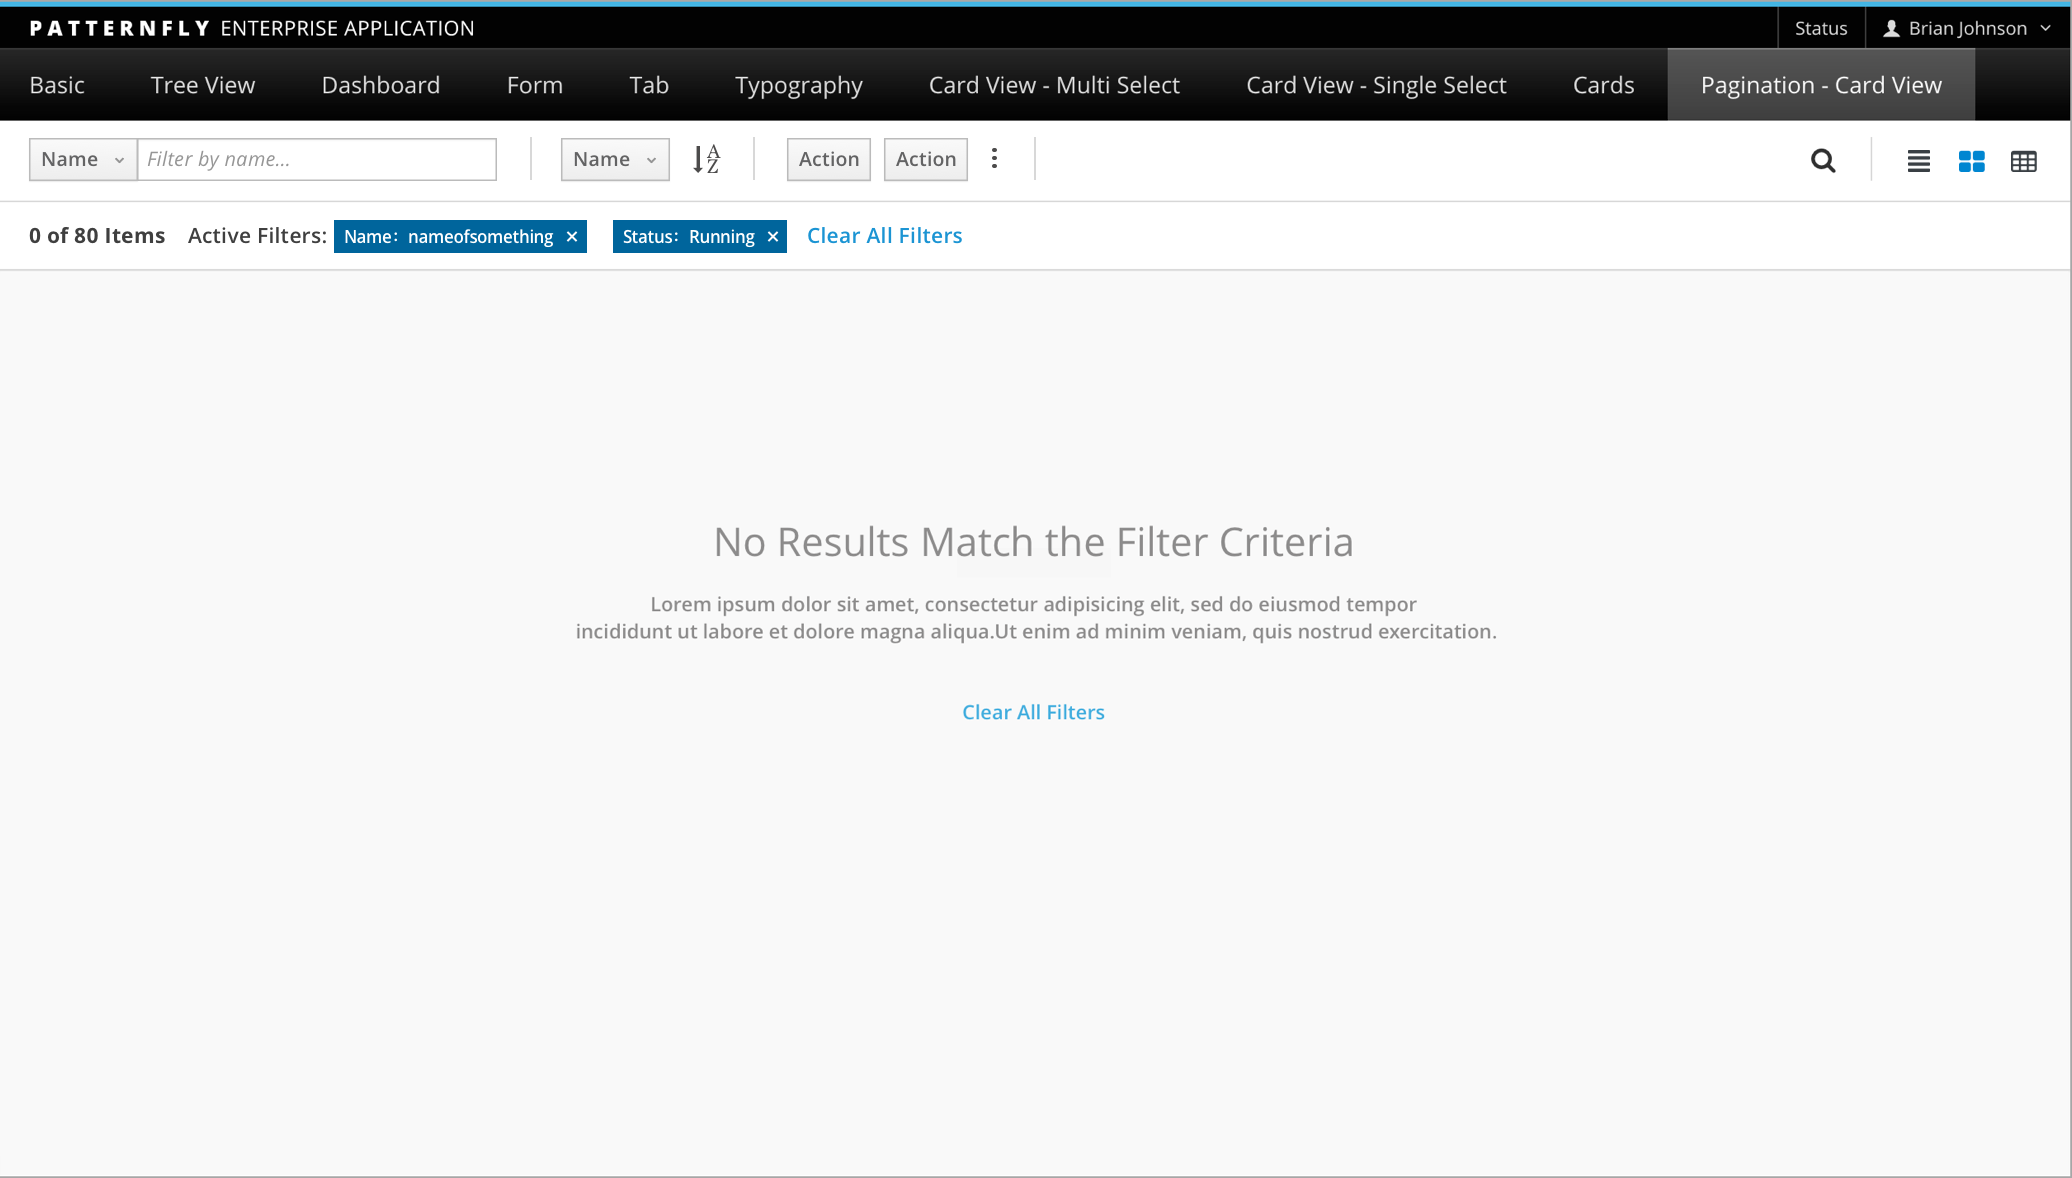 PATTERNFLY ENTERPRISE APPLICATION
Status
Brian Johnson
Basic
Tree View
Dashboard
Form
Tab
Typography
Card View - Multi Select
Card View - Single Select
Cards
Pagination - Card View
Name
Filter by name...
Name
A
Z
Action
Action
0 of 80 Items
Active Filters:
Name: nameofsomething ×
Status: Running ×
Clear All Filters
No Results Match the Filter Criteria
Lorem ipsum dolor sit amet, consectetur adipisicing elit, sed do eiusmod tempor
incididunt ut labore et dolore magna aliqua.Ut enim ad minim veniam, quis nostrud exercitation.
Clear All Filters